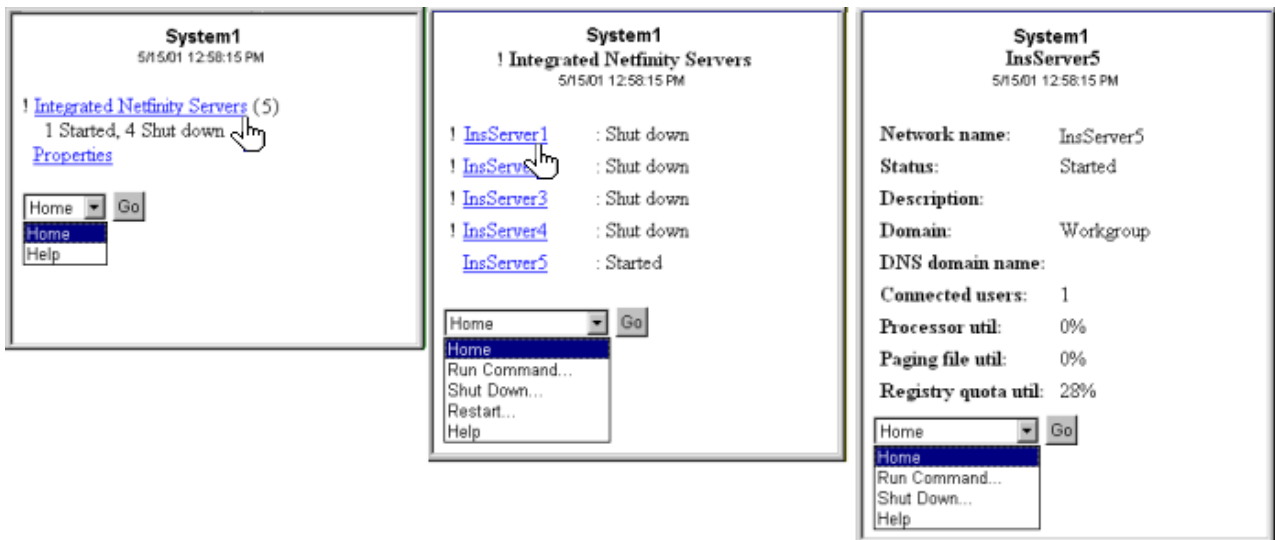 System1
5/15/01 12:58:15 PM
! Integrated Netfinity Servers (5)
1 Started, 4 Shut down
Properties
Home Go
Home
Help
System1
! Integrated Netfinity Servers
5/15/01 12:58:15 PM
! InsServer1 : Shut down
! : Shut down
! InsServer3 : Shut down
! InsServer4 : Shut down
InsServer5 : Started
Home Go
Home
Run Command...
Shut Down...
Restart...
Help
System1
InsServer5
5/15/01 12:58:15 PM
Network name: InsServer5
Status: Started
Description:
Domain: Workgroup
DNS domain name:
Connected users: 1
Processor util: 0%
Paging file util: 0%
Registry quota util: 28%
Home Go
Home
Run Command...
Shut Down...
Help